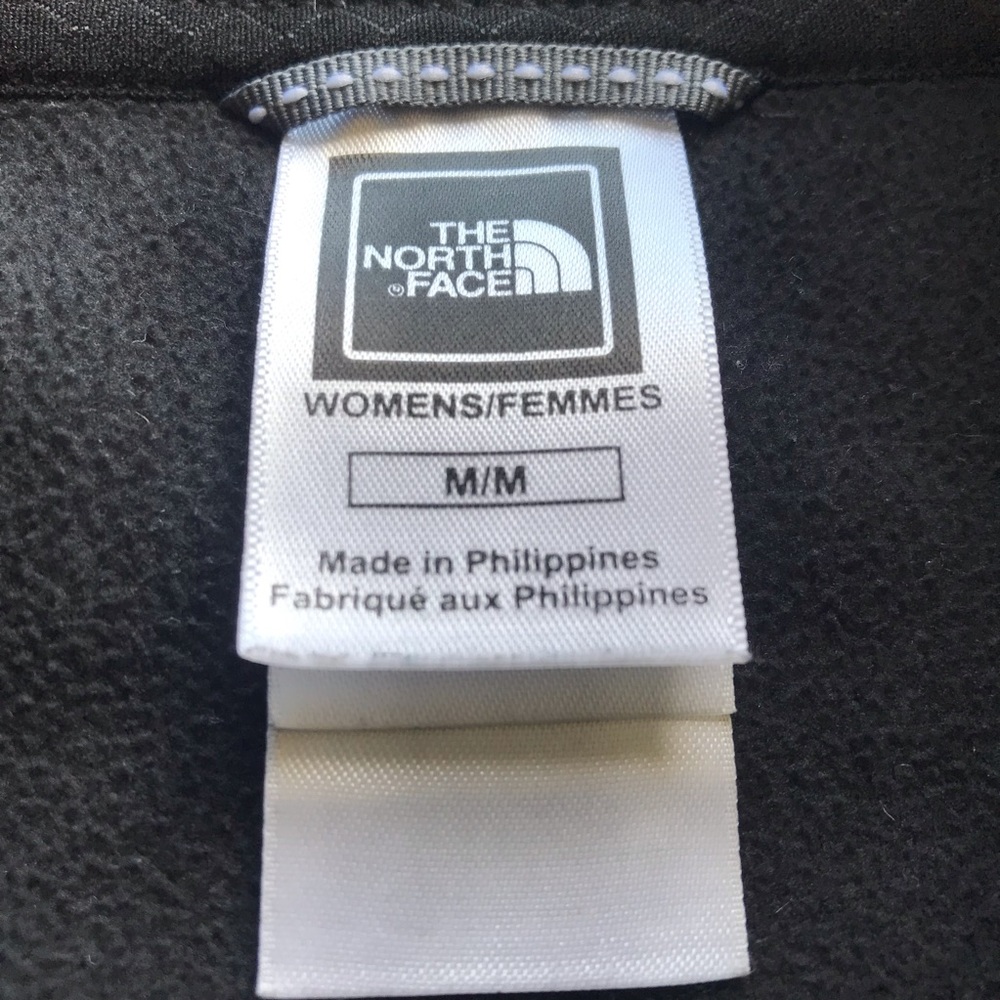 THE
NORTH
®FACE
WOMENS/FEMMES
M/M
Made in Philippines
Fabriqué aux Philippines